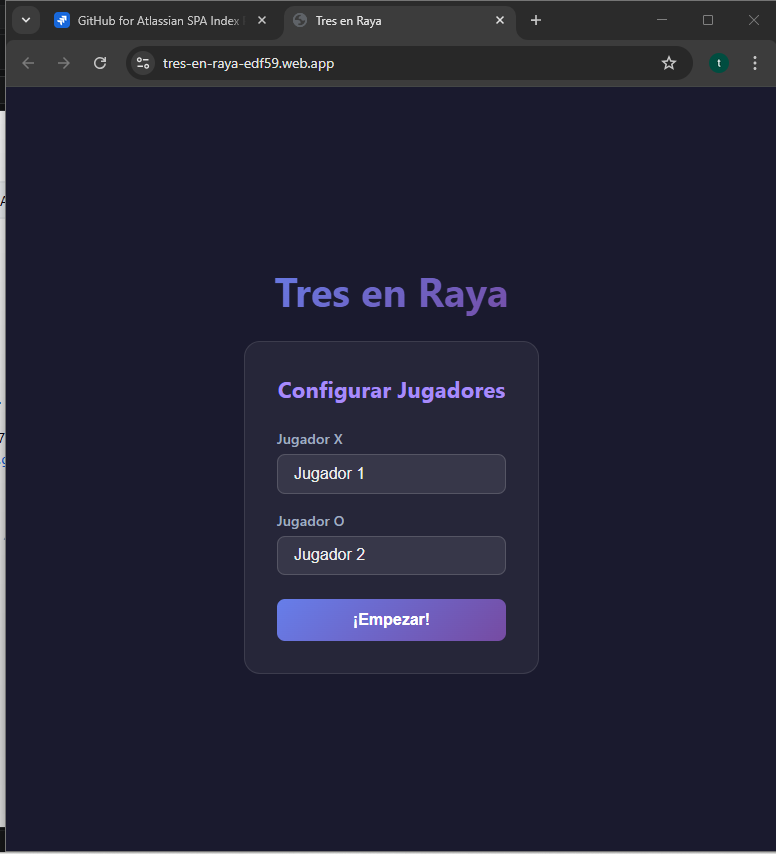 GitHub for Atlassian SPA Index
Tres en Raya
tres-en-raya-edf59.web.app
t
Tres en Raya
Configurar Jugadores
Jugador X
Jugador 1
Jugador O
Jugador 2
¡Empezar!